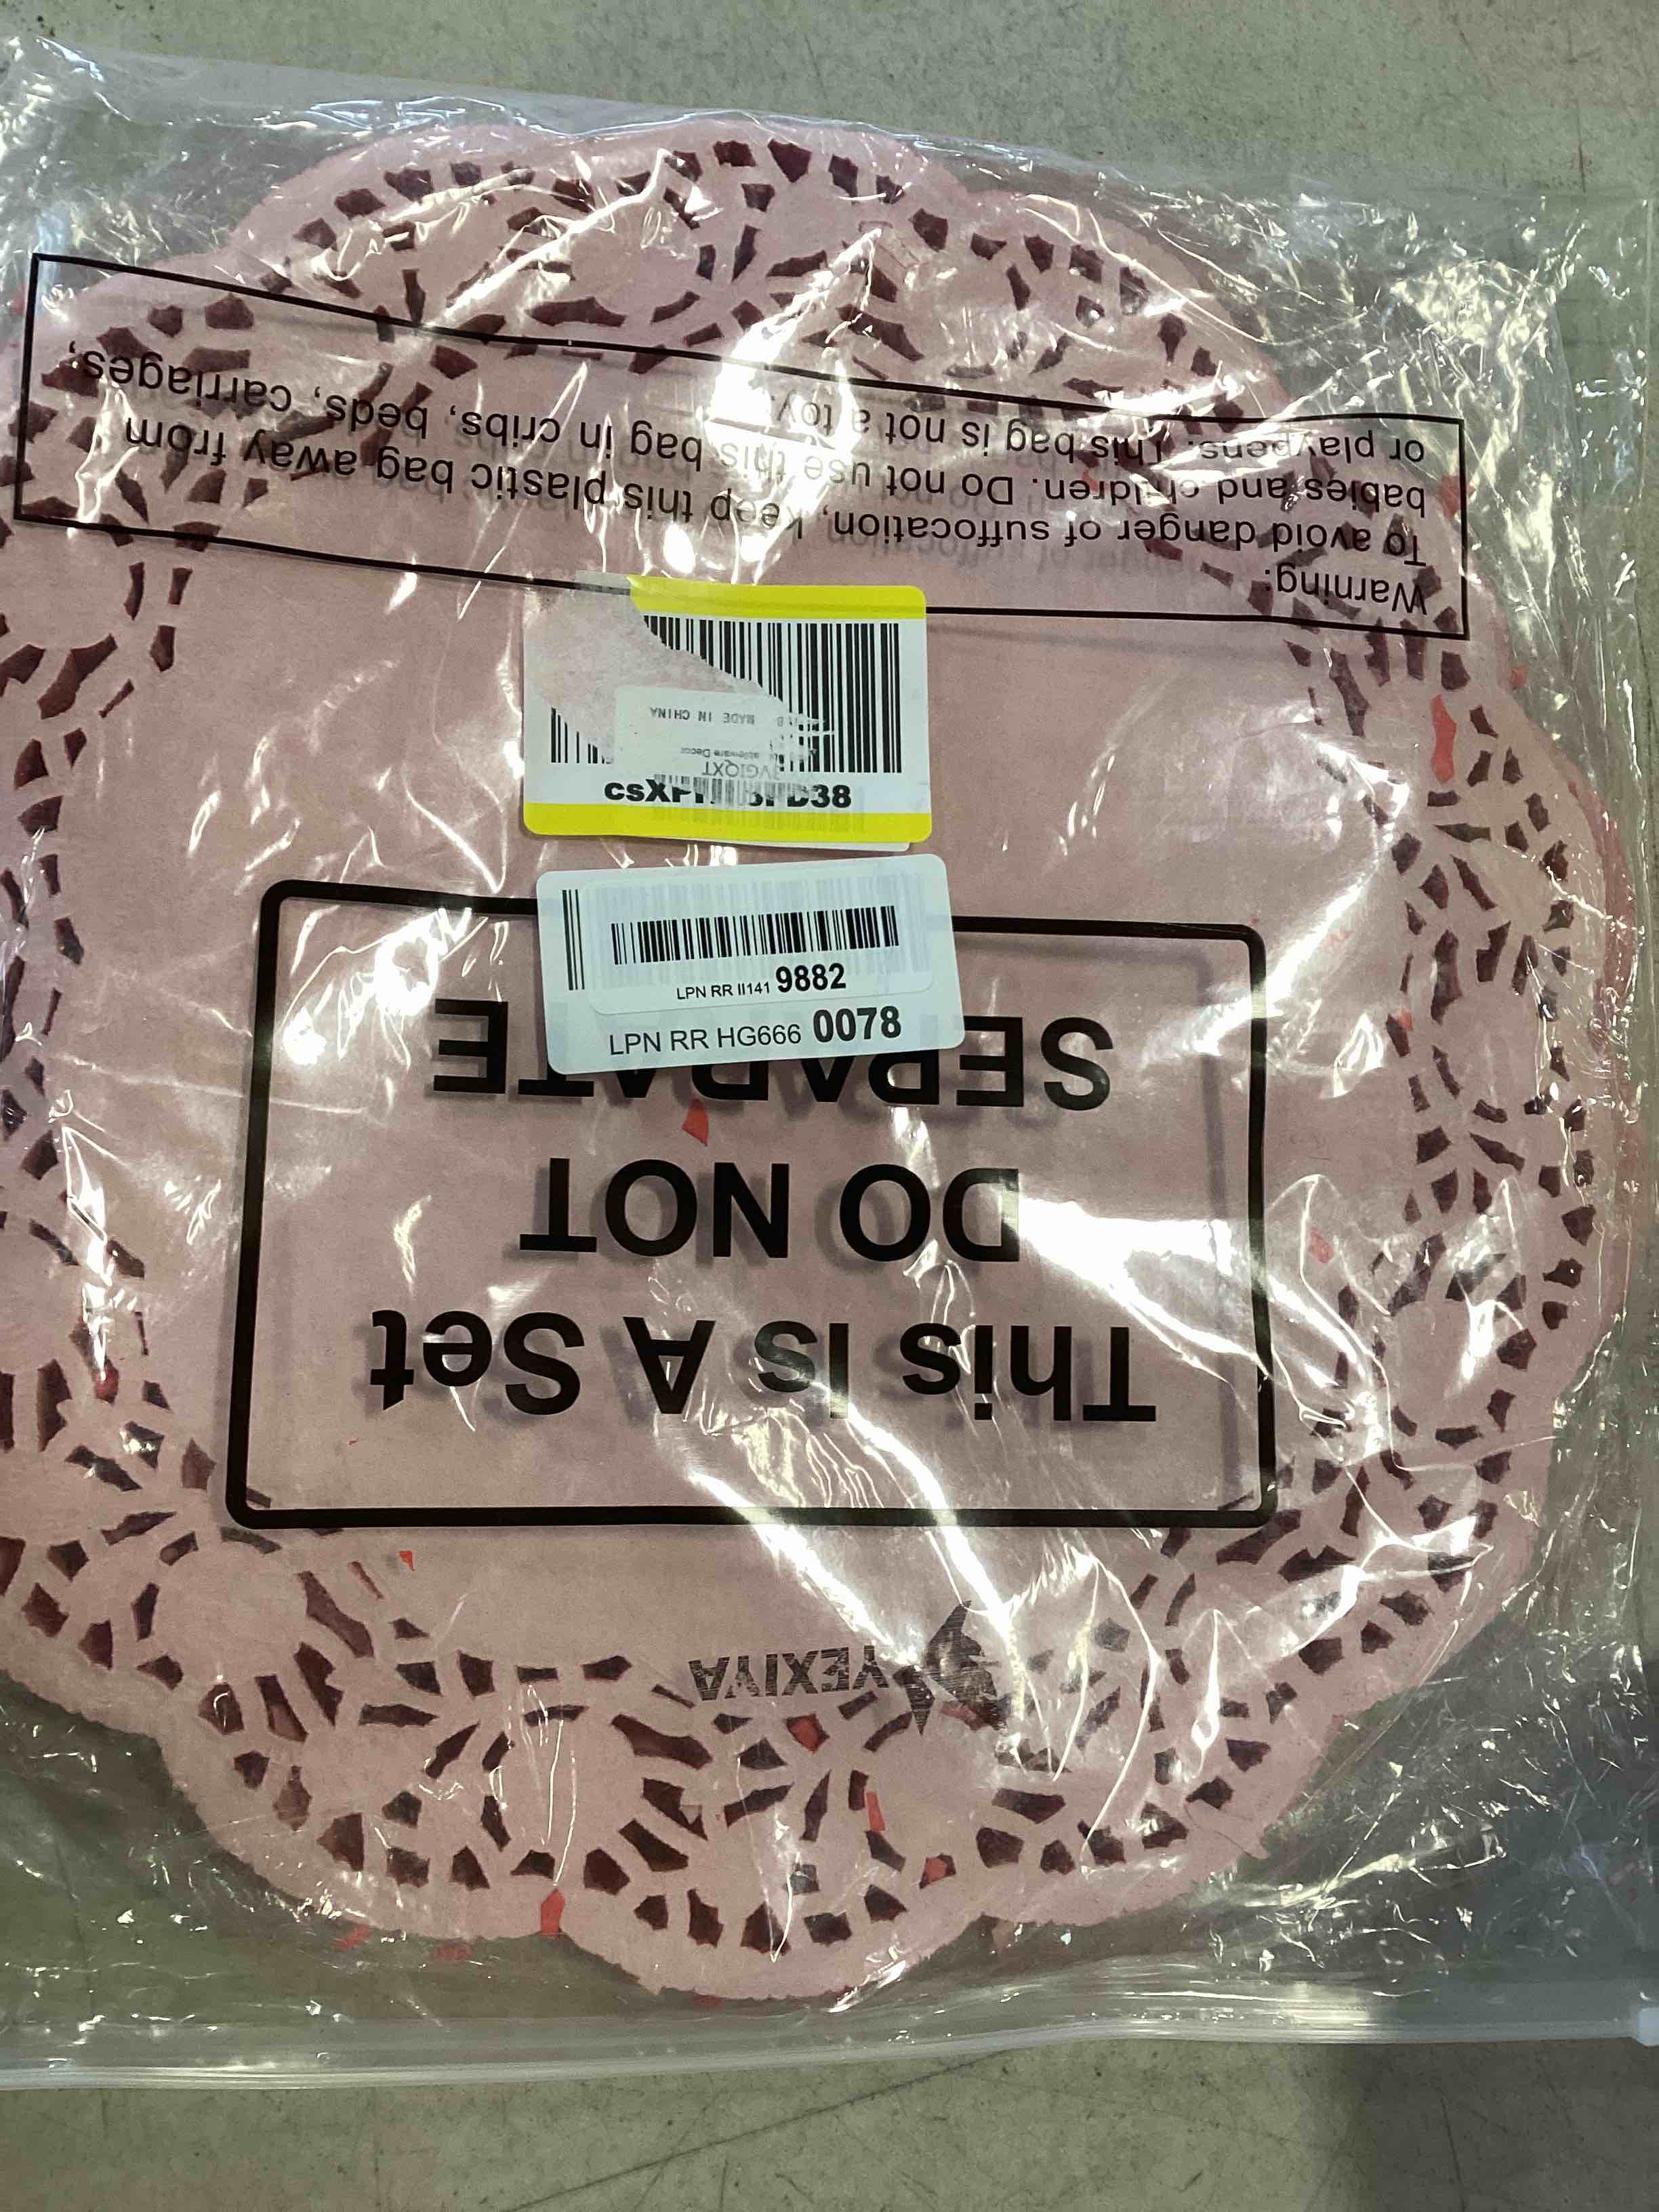 Warning:
To avoid danger of suffocation, keep this plastic bag away from
babies and children. Do not use this bag in cribs, beds, carriages,
or playpens. This bag is not a toy.
MADE IN CHINA
Decor
LPN RR II141 9882
LPN RR HG666 0078
This Is A Set
DO NOT
SEPARATE
YEXIYA